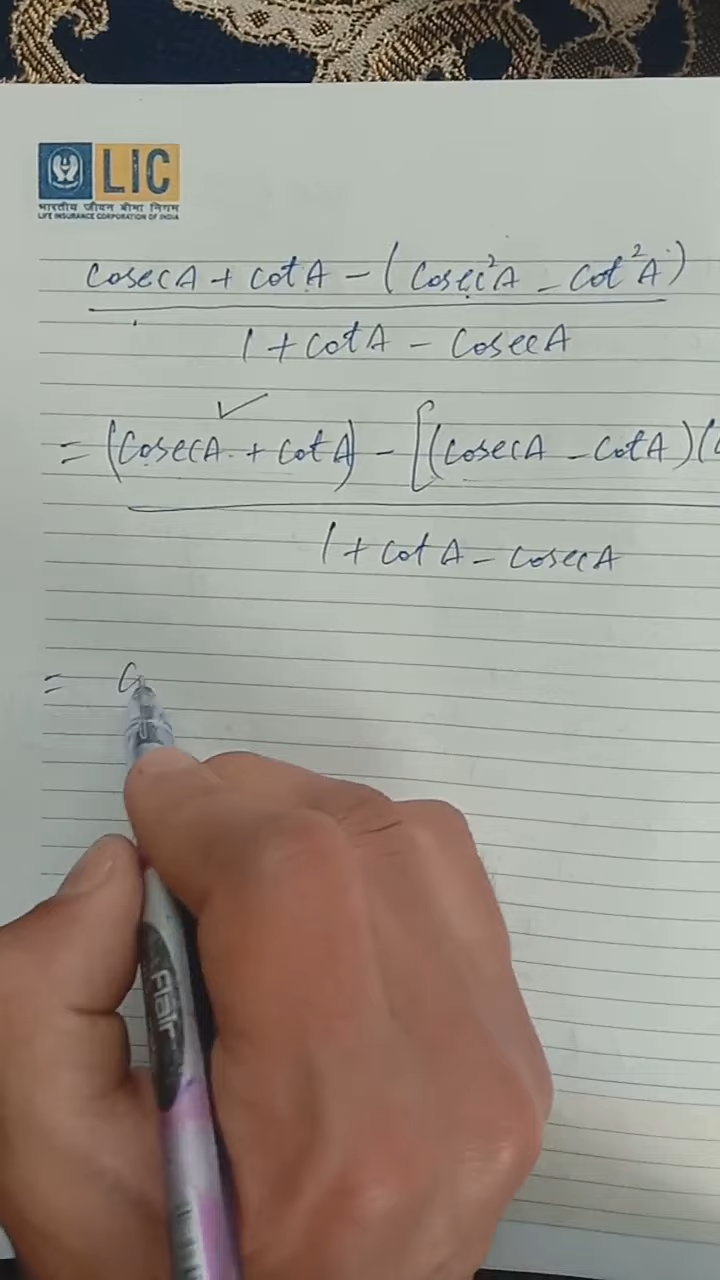 LIC
भारतीय जीवन बीमा निगम
LIFE INSURANCE CORPORATION OF INDIA
CosecA + CotA - (Cosec²A - Cot²A)
1 + CotA - CosecA
= (CosecA + CotA) - [(CosecA - CotA)(
1 + CotA - CosecA
=
Flair